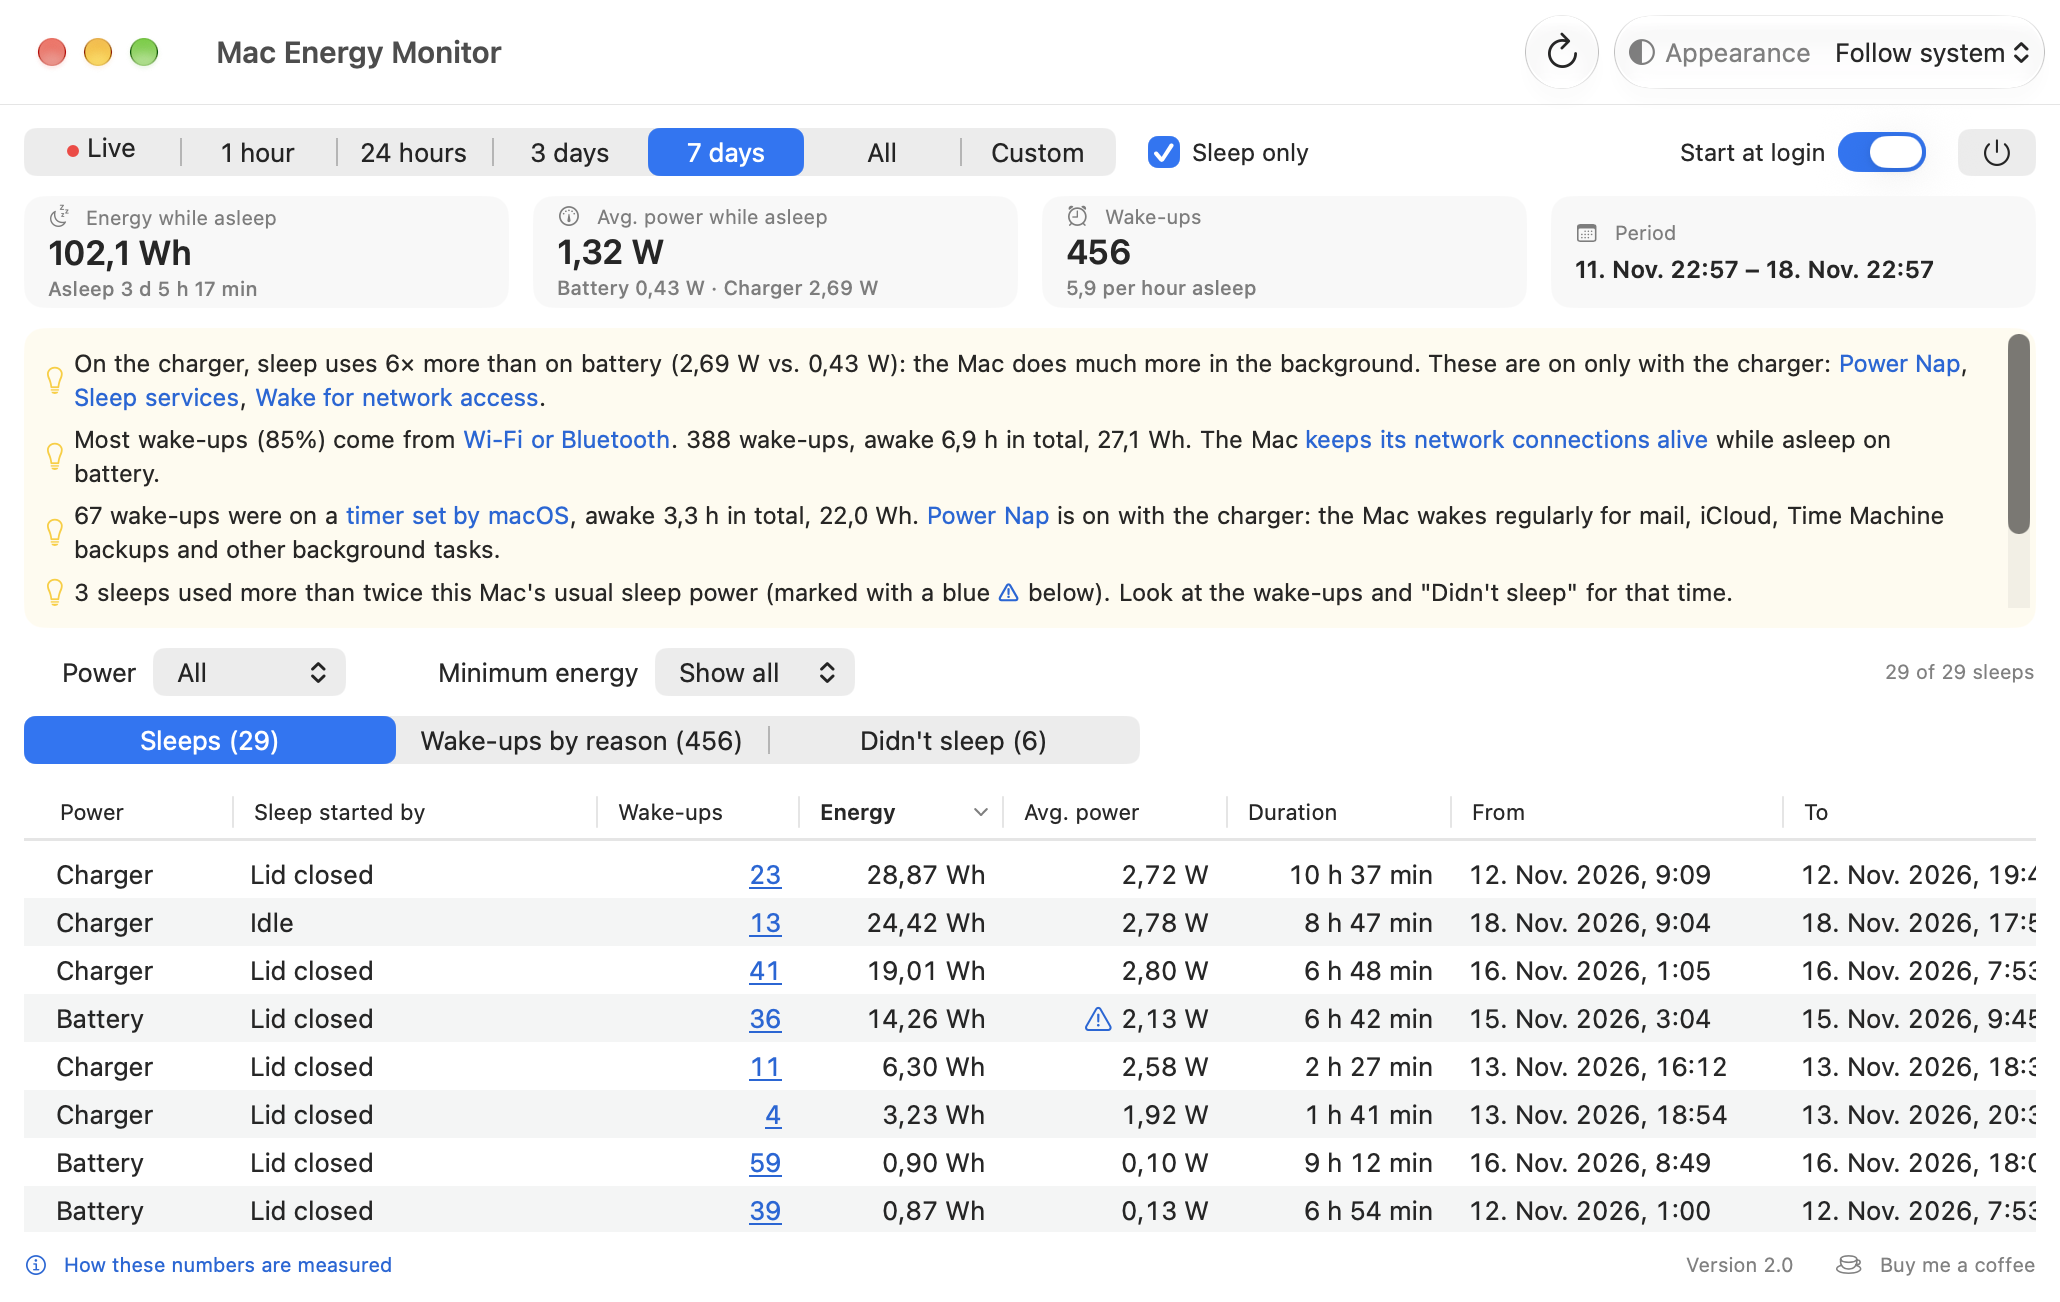 Mac Energy Monitor
Appearance Follow system
Live 1 hour 24 hours 3 days 7 days All Custom Sleep only Start at login
Energy while asleep
102,1 Wh
Asleep 3 d 5 h 17 min
Avg. power while asleep
1,32 W
Battery 0,43 W · Charger 2,69 W
Wake-ups
456
5,9 per hour asleep
Period
11. Nov. 22:57 – 18. Nov. 22:57
On the charger, sleep uses 6× more than on battery (2,69 W vs. 0,43 W): the Mac does much more in the background. These are on only with the charger: Power Nap,
Sleep services, Wake for network access.
Most wake-ups (85%) come from Wi-Fi or Bluetooth. 388 wake-ups, awake 6,9 h in total, 27,1 Wh. The Mac keeps its network connections alive while asleep on
battery.
67 wake-ups were on a timer set by macOS, awake 3,3 h in total, 22,0 Wh. Power Nap is on with the charger: the Mac wakes regularly for mail, iCloud, Time Machine
backups and other background tasks.
3 sleeps used more than twice this Mac's usual sleep power (marked with a blue ⚠ below). Look at the wake-ups and "Didn't sleep" for that time.
Power All Minimum energy Show all 29 of 29 sleeps
Sleeps (29) Wake-ups by reason (456) Didn't sleep (6)
Power Sleep started by Wake-ups Energy Avg. power Duration From To
Charger Lid closed 23 28,87 Wh 2,72 W 10 h 37 min 12. Nov. 2026, 9:09 12. Nov. 2026, 19:4
Charger Idle 13 24,42 Wh 2,78 W 8 h 47 min 18. Nov. 2026, 9:04 18. Nov. 2026, 17:5
Charger Lid closed 41 19,01 Wh 2,80 W 6 h 48 min 16. Nov. 2026, 1:05 16. Nov. 2026, 7:53
Battery Lid closed 36 14,26 Wh ⚠ 2,13 W 6 h 42 min 15. Nov. 2026, 3:04 15. Nov. 2026, 9:45
Charger Lid closed 11 6,30 Wh 2,58 W 2 h 27 min 13. Nov. 2026, 16:12 13. Nov. 2026, 18:3
Charger Lid closed 4 3,23 Wh 1,92 W 1 h 41 min 13. Nov. 2026, 18:54 13. Nov. 2026, 20:3
Battery Lid closed 59 0,90 Wh 0,10 W 9 h 12 min 16. Nov. 2026, 8:49 16. Nov. 2026, 18:0
Battery Lid closed 39 0,87 Wh 0,13 W 6 h 54 min 12. Nov. 2026, 1:00 12. Nov. 2026, 7:53
How these numbers are measured Version 2.0 Buy me a coffee